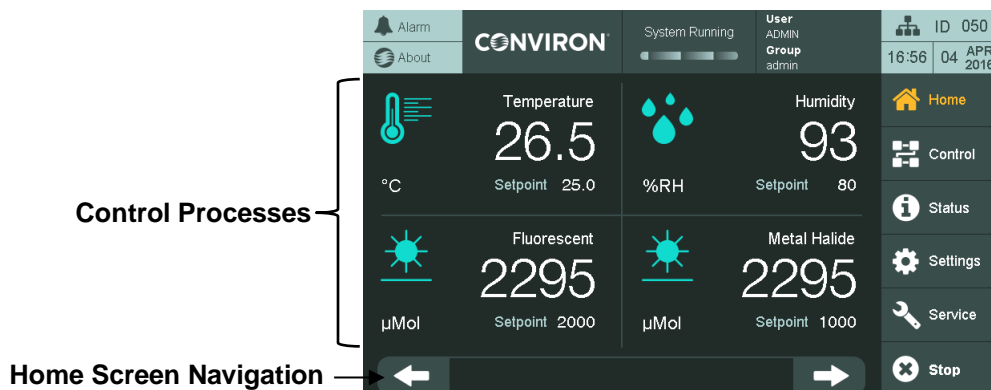 Alarm
About
CONVIRON
System Running
User
ADMIN
Group
admin
ID 050
16:56
04 APR 2016
Control Processes
Temperature
26.5
°C Setpoint 25.0
Humidity
93
%RH Setpoint 80
Fluorescent
2295
µMol Setpoint 2000
Metal Halide
2295
µMol Setpoint 1000
Home
Control
Status
Settings
Service
Stop
Home Screen Navigation